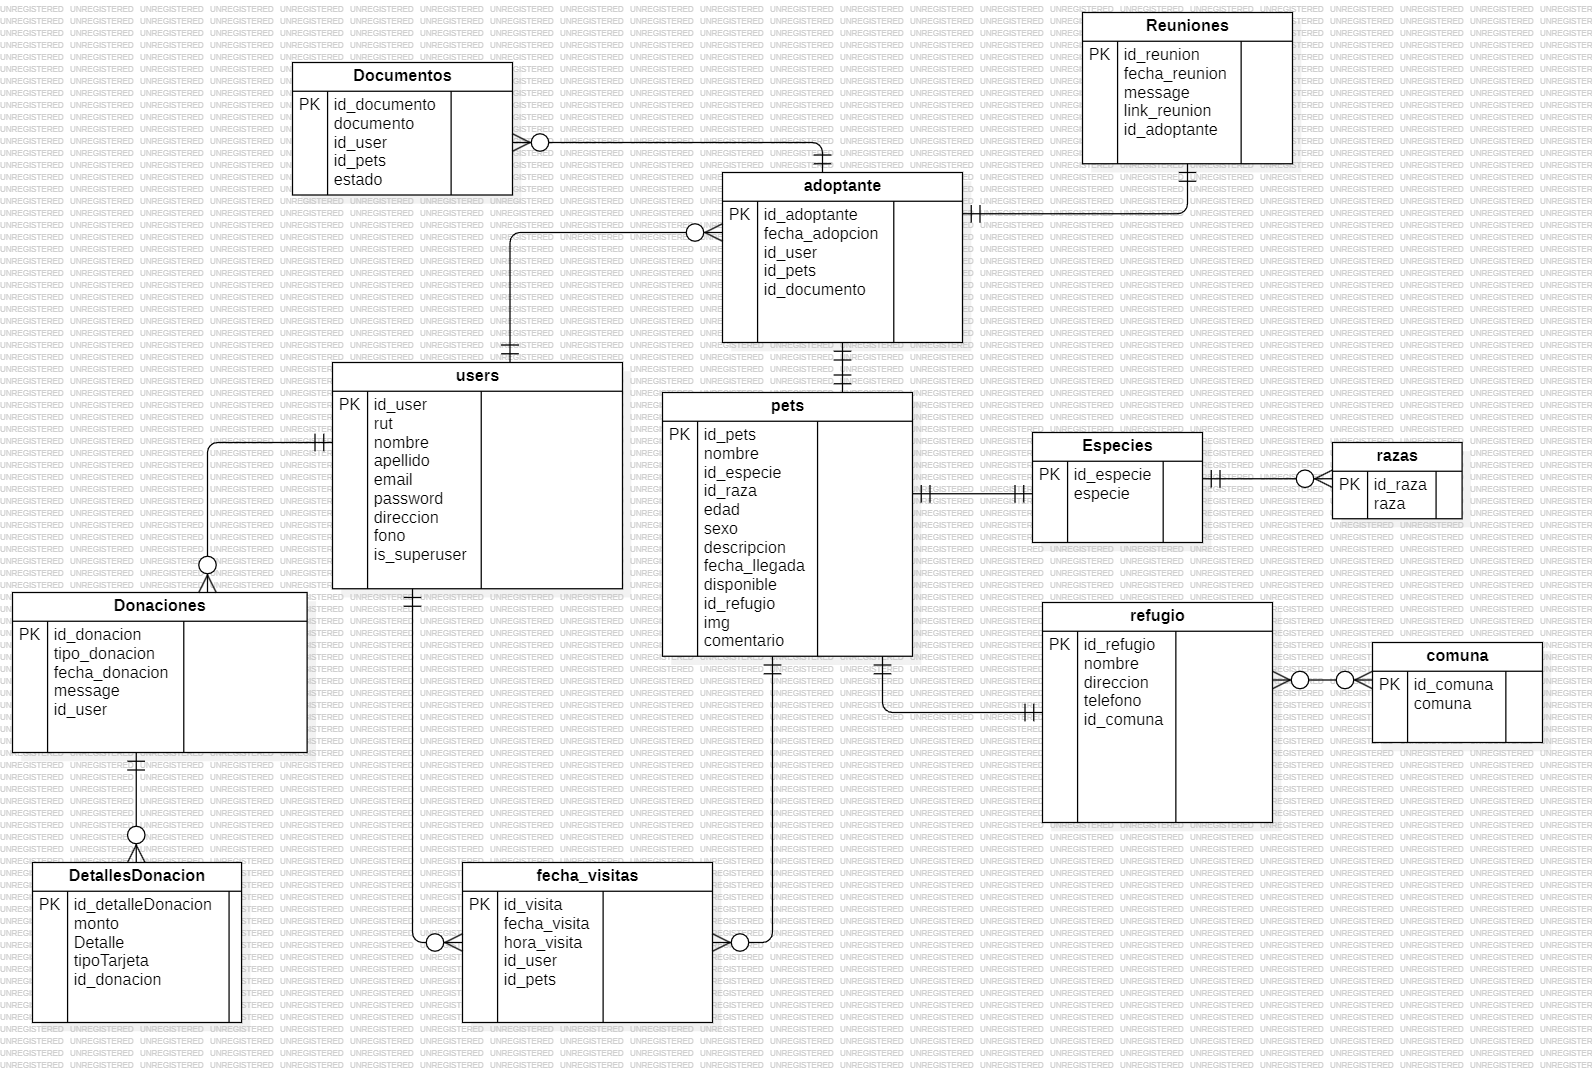 Reuniones
PK
id_reunion
fecha_reunion
message
link_reunion
id_adoptante
Documentos
PK
id_documento
documento
id_user
id_pets
estado
adoptante
PK
id_adoptante
fecha_adopcion
id_user
id_pets
id_documento
users
PK
id_user
rut
nombre
apellido
email
password
direccion
fono
is_superuser
pets
PK
id_pets
nombre
id_especie
id_raza
edad
sexo
descripcion
fecha_llegada
disponible
id_refugio
img
comentario
Especies
PK
id_especie
especie
razas
PK
id_raza
raza
Donaciones
PK
id_donacion
tipo_donacion
fecha_donacion
message
id_user
refugio
PK
id_refugio
nombre
direccion
telefono
id_comuna
comuna
PK
id_comuna
comuna
DetallesDonacion
PK
id_detalleDonacion
monto
Detalle
tipoTarjeta
id_donacion
fecha_visitas
PK
id_visita
fecha_visita
hora_visita
id_user
id_pets
UNREGISTERED